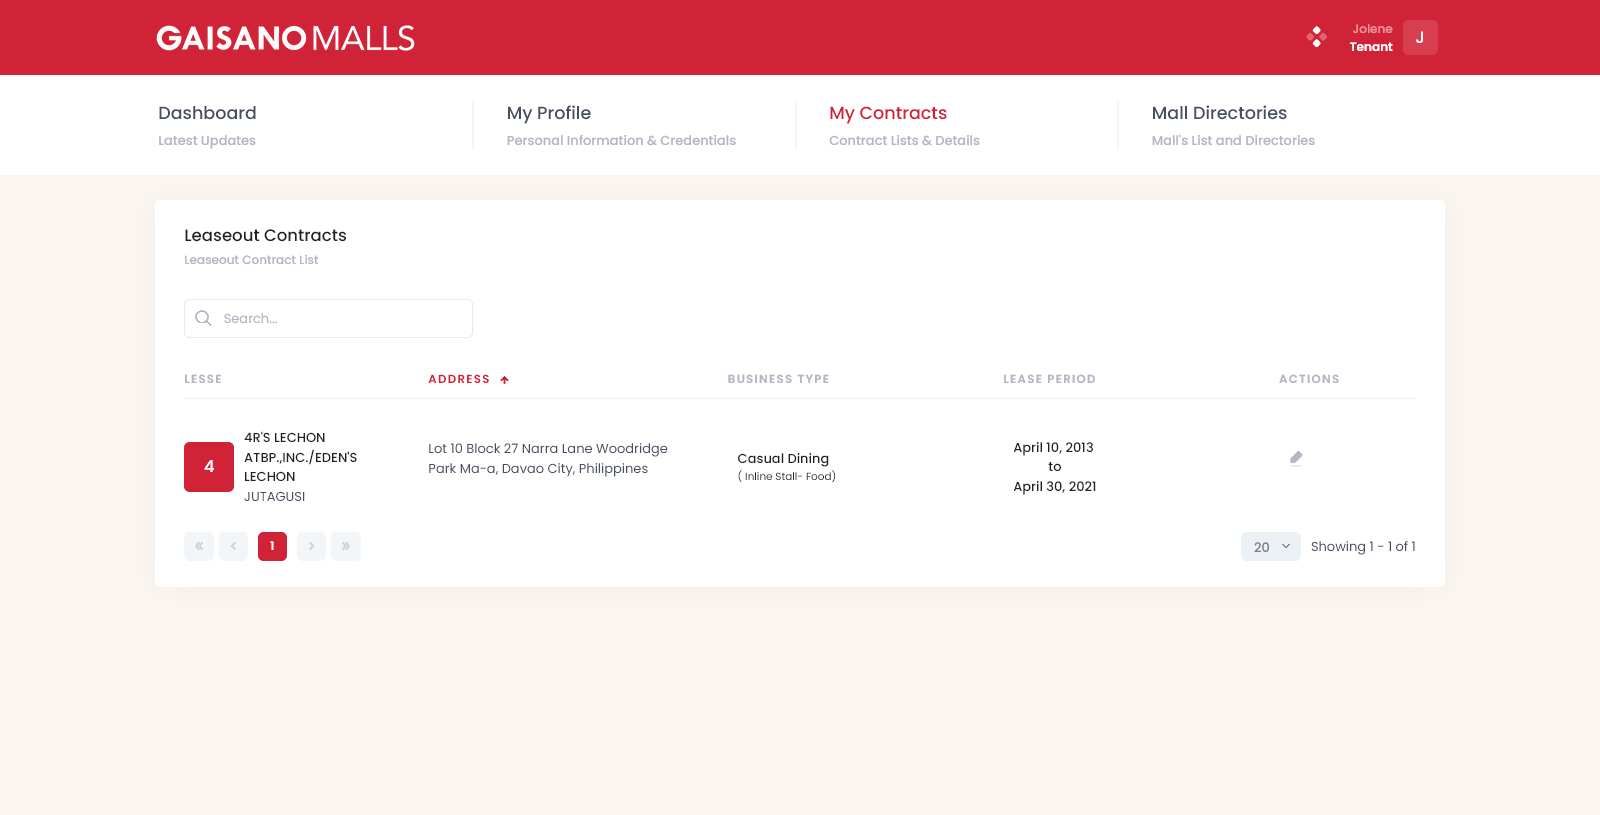 GAISANO MALLS
Jolene
Tenant
J
Dashboard
Latest Updates
My Profile
Personal Information & Credentials
My Contracts
Contract Lists & Details
Mall Directories
Mall's List and Directories
Leaseout Contracts
Leaseout Contract List
Search...
LESSE
ADDRESS
BUSINESS TYPE
LEASE PERIOD
ACTIONS
4
4R'S LECHON
ATBP.,INC./EDEN'S
LECHON
JUTAGUSI
Lot 10 Block 27 Narra Lane Woodridge
Park Ma-a, Davao City, Philippines
Casual Dining
( Inline Stall- Food)
April 10, 2013
to
April 30, 2021
1
20
Showing 1 - 1 of 1